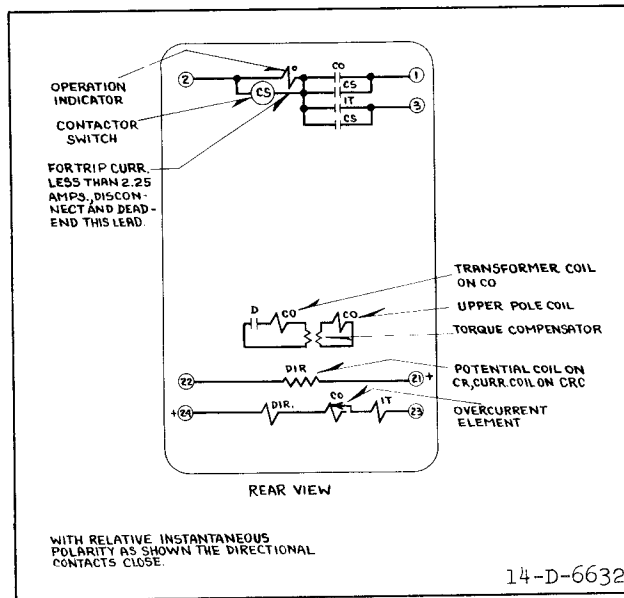 OPERATION
INDICATOR
CONTACTOR
SWITCH
FOR TRIP CURR.
LESS THAN 2.25
AMPS., DISCON-
NECT AND DEAD-
END THIS LEAD.
2
O
CO
1
CS
CS
IT
3
CS
TRANSFORMER COIL
ON CO
UPPER POLE COIL
TORQUE COMPENSATOR
D
CO
CO
22
DIR
21 +
POTENTIAL COIL ON
CR, CURR. COIL ON CRC
+ 24
DIR.
CO
IT
23
OVERCURRENT
ELEMENT
REAR VIEW
WITH RELATIVE INSTANTANEOUS
POLARITY AS SHOWN THE DIRECTIONAL
CONTACTS CLOSE.
14-D-6632